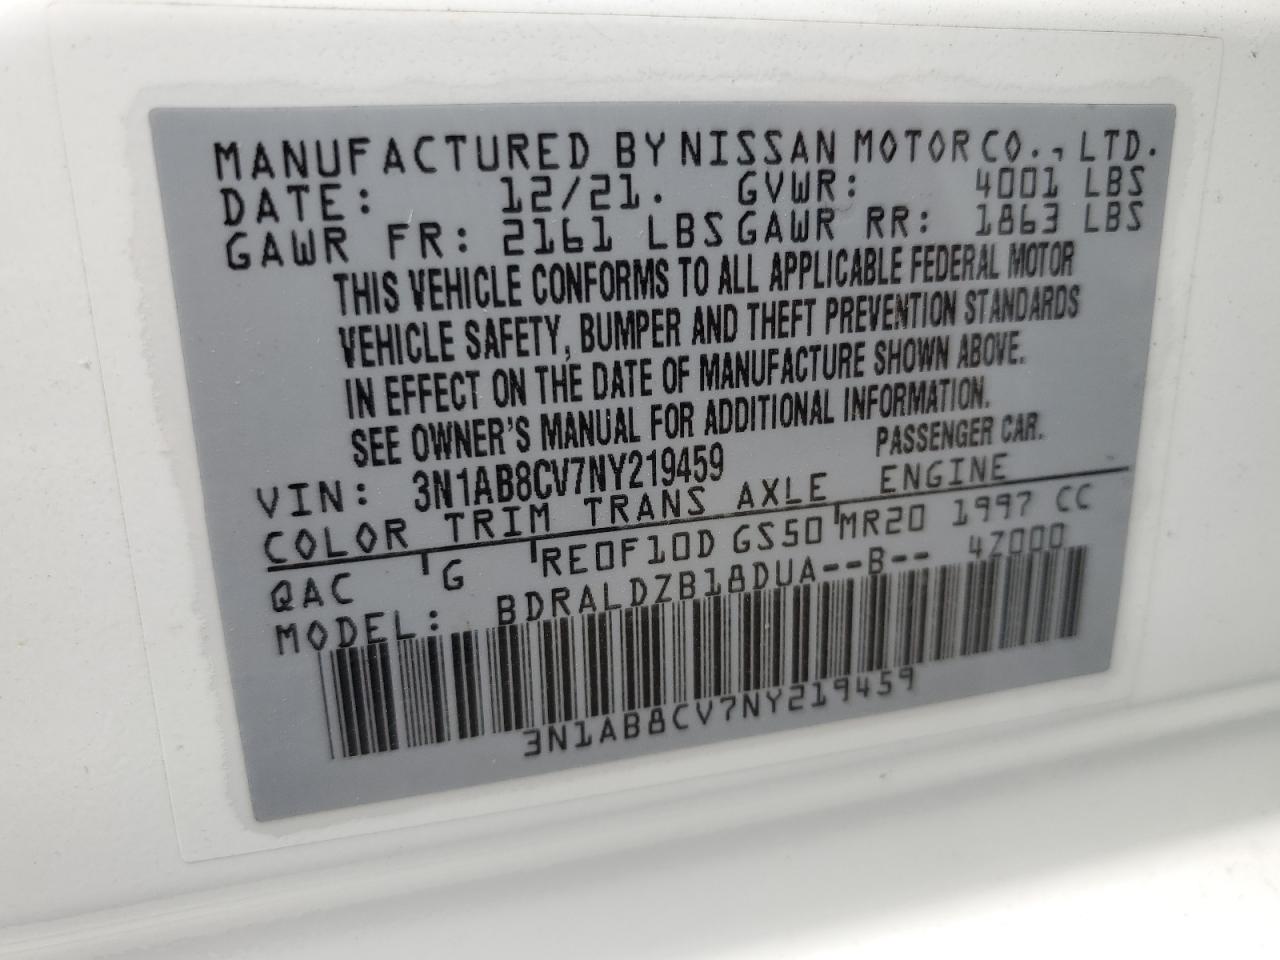 MANUFACTURED BY NISSAN MOTOR CO., LTD.
DATE: 12/21. GVWR: 4001 LBS
GAWR FR: 2161 LBS GAWR RR: 1863 LBS
THIS VEHICLE CONFORMS TO ALL APPLICABLE FEDERAL MOTOR
VEHICLE SAFETY, BUMPER AND THEFT PREVENTION STANDARDS
IN EFFECT ON THE DATE OF MANUFACTURE SHOWN ABOVE.
SEE OWNER'S MANUAL FOR ADDITIONAL INFORMATION.
PASSENGER CAR.
VIN: 3N1AB8CV7NY219459
COLOR TRIM TRANS AXLE ENGINE
QAC G RE0F10D GS50 MR20 1997 CC
MODEL: BDRALDZB18DUA--B-- 4Z000
3N1AB8CV7NY219459